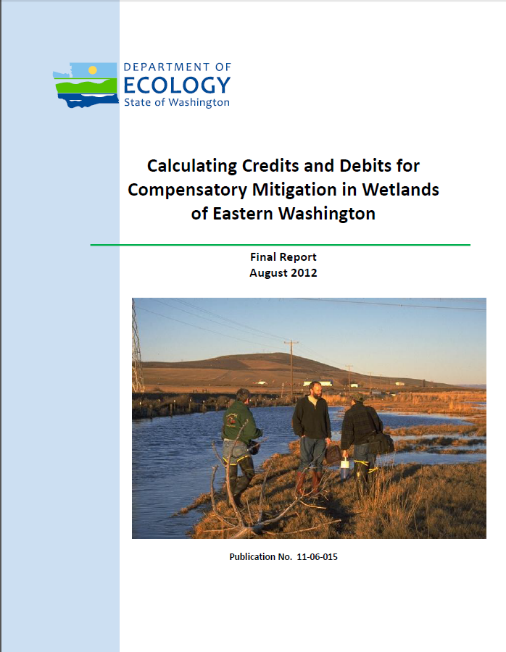 DEPARTMENT OF
ECOLOGY
State of Washington
Calculating Credits and Debits for
Compensatory Mitigation in Wetlands
of Eastern Washington
Final Report
August 2012
Publication No. 11-06-015